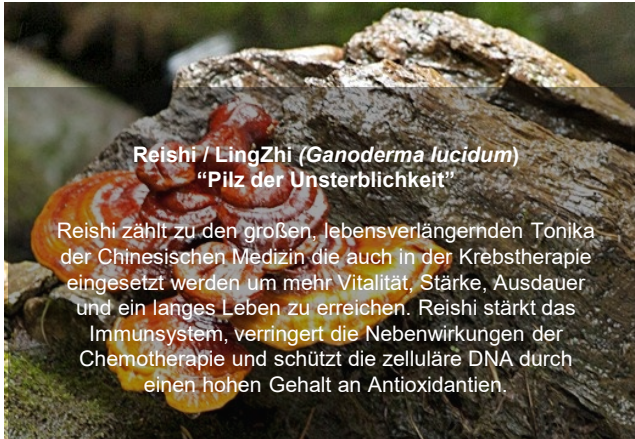 Reishi / LingZhi (Ganoderma lucidum)
“Pilz der Unsterblichkeit”
Reishi zählt zu den großen, lebensverlängernden Tonika
der Chinesischen Medizin die auch in der Krebstherapie
eingesetzt werden um mehr Vitalität, Stärke, Ausdauer
und ein langes Leben zu erreichen. Reishi stärkt das
Immunsystem, verringert die Nebenwirkungen der
Chemotherapie und schützt die zelluläre DNA durch
einen hohen Gehalt an Antioxidantien.